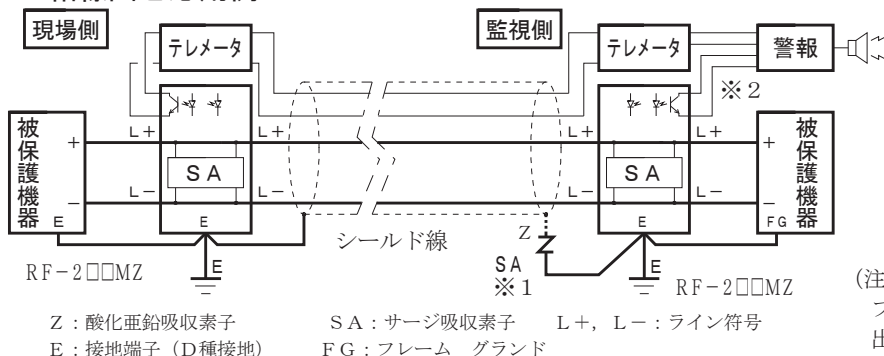 現場側
テレメータ
監視側
テレメータ
警報
※2
被保護機器
+
−
E
L+
L−
SA
E
L+
L−
L+
L−
SA
E
L+
L−
被保護機器
+
−
FG
シールド線
Z
SA
※1
E
E
RF-2□□MZ
RF-2□□MZ
(注
Z:酸化亜鉛吸収素子 SA:サージ吸収素子 L+,L−:ライン符号
E:接地端子(D種接地) FG:フレーム グランド